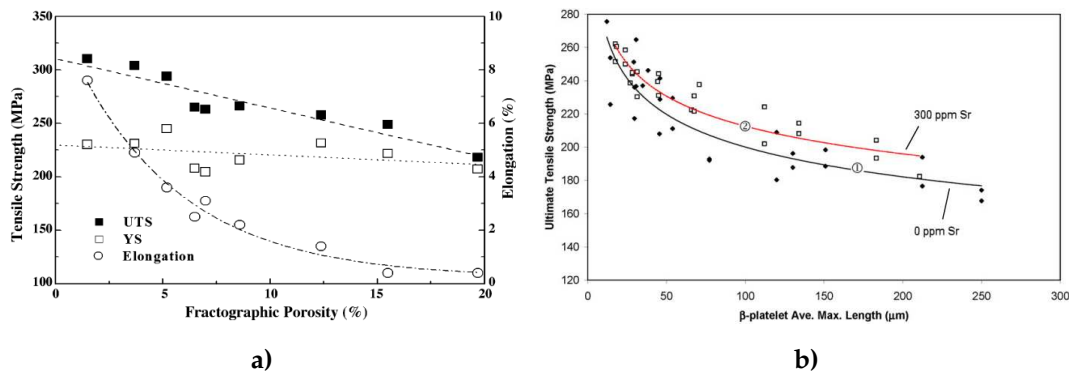 a)
350
300
250
200
150
100
Tensile Strength (MPa)
10
8
6
4
2
0
Elongation (%)
UTS
YS
Elongation
0
5
10
15
20
Fractographic Porosity (%)
b)
280
260
240
220
200
180
160
140
120
Ultimate Tensile Strength (MPa)
2
1
300 ppm Sr
0 ppm Sr
0
50
100
150
200
250
300
β-platelet Ave. Max. Length (μm)
a)
b)